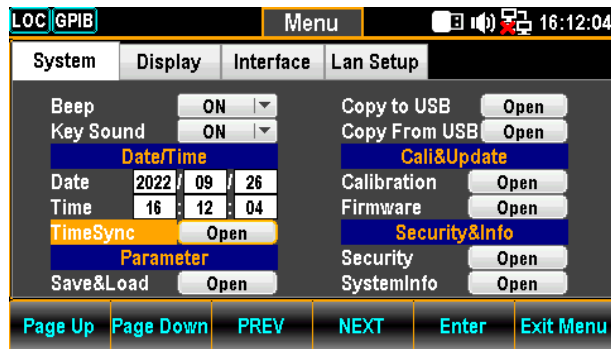 LOC GPIB Menu 16:12:04
System Display Interface Lan Setup
Beep ON
Key Sound ON
Date/Time
Date 2022 / 09 / 26
Time 16 : 12 : 04
TimeSync Open
Parameter
Save&Load Open
Copy to USB Open
Copy From USB Open
Cali&Update
Calibration Open
Firmware Open
Security&Info
Security Open
SystemInfo Open
Page Up Page Down PREV NEXT Enter Exit Menu